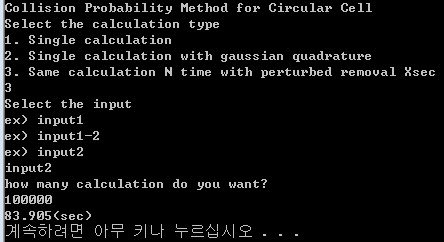 Collision Probability Method for Circular Cell
Select the calculation type
1. Single calculation
2. Single calculation with gaussian quadrature
3. Same calculation N time with perturbed removal Xsec
3
Select the input
ex) input1
ex) input1-2
ex) input2
input2
how many calculation do you want?
100000
83.905(sec)
계속하려면 아무 키나 누르십시오 . . .